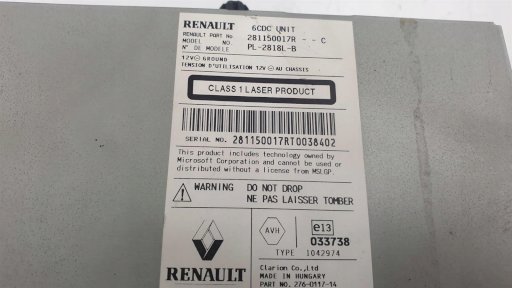 RENAULT 6CDC UNIT
RENAULT PART No 281150017R - - C
MODEL NO.
N° DE MODELE PL-2818L-B
12V ⊖ GROUND
TENSION D'UTILISATION 12V ⊖ AU CHASSIS
CLASS 1 LASER PRODUCT
SERIAL NO. 281150017RT0038402
This product includes technology owned by
Microsoft Corporation and cannot be used or
distributed without a license from MSLGP.
WARNING DO NOT DROP
NE PAS LAISSER TOMBER
AVH
e13
033738
TYPE 1042974
RENAULT
Clarion Co.,Ltd
MADE IN HUNGARY
PART NO. 276-0117-14